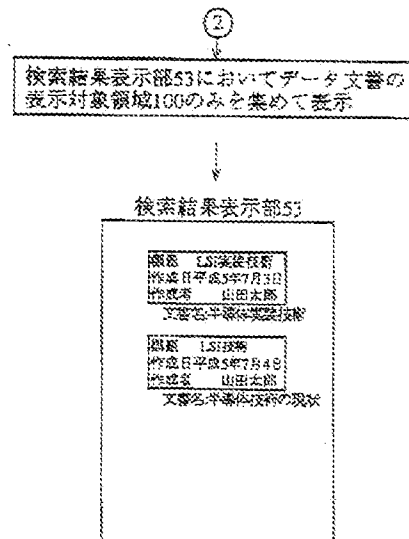 2
検索結果表示部53においてデータ文書の
表示対象領域100のみを集めて表示
検索結果表示部53
課題 LSI実装技術
作成日平成5年7月3日
作成者 山田太郎
文書名:半導体実装技術
課題 LSI技術
作成日平成5年7月4日
作成者 山田太郎
文書名:半導体技術の現状